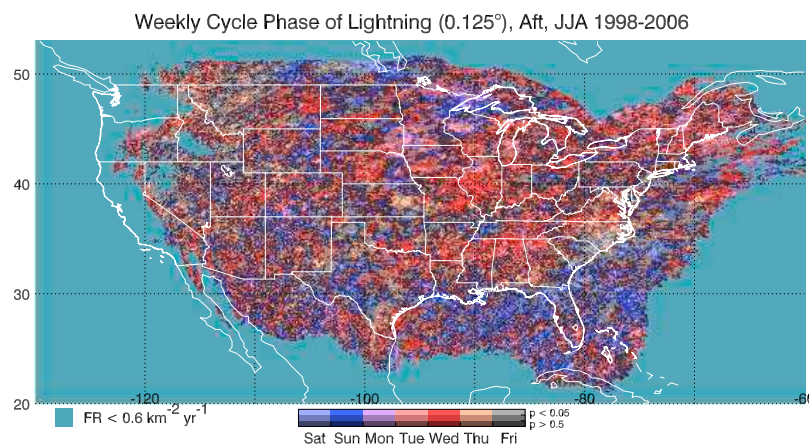 Weekly Cycle Phase of Lightning (0.125°), Aft, JJA 1998-2006
50
40
30
20
-120 -100 -80 -60
FR < 0.6 km-2 yr-1
p < 0.05
p > 0.5
Sat Sun Mon Tue Wed Thu Fri